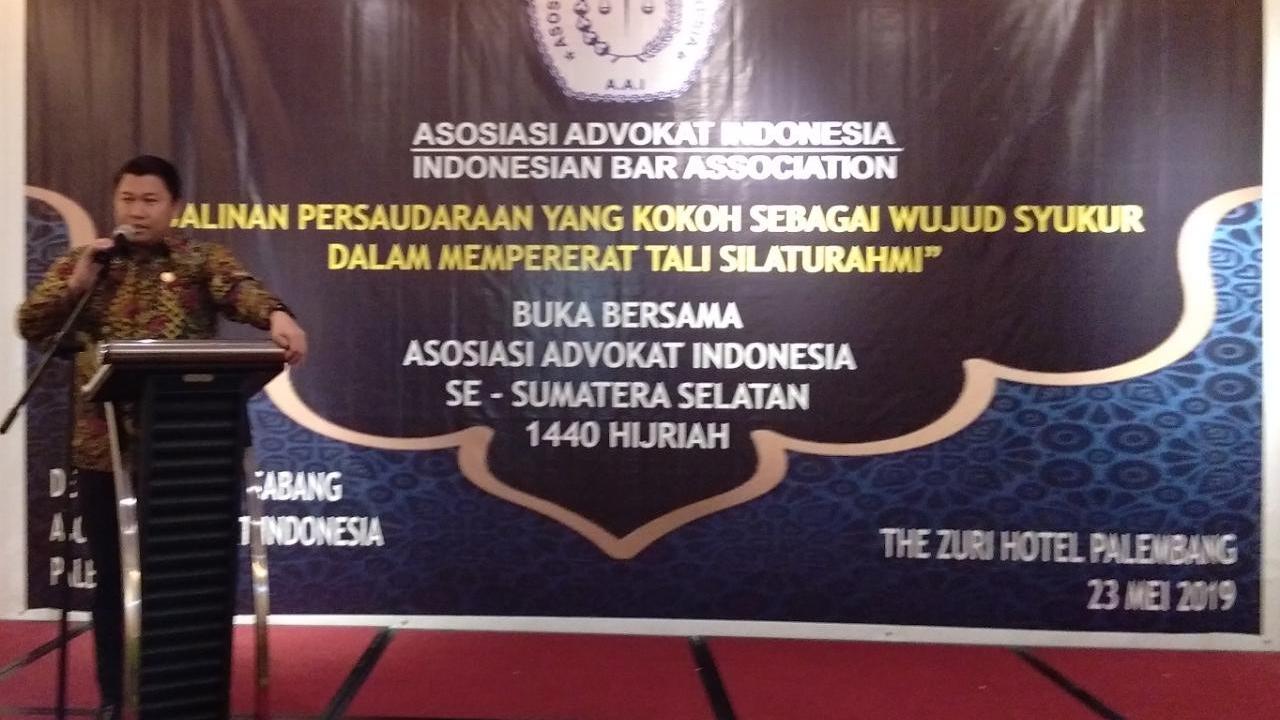 A.A.I
ASOSIASI ADVOKAT INDONESIA
INDONESIAN BAR ASSOCIATION
ALINAN PERSAUDARAAN YANG KOKOH SEBAGAI WUJUD SYUKUR
DALAM MEMPERERAT TALI SILATURAHMI”
BUKA BERSAMA
ASOSIASI ADVOKAT INDONESIA
SE - SUMATERA SELATAN
1440 HIJRIAH
INDONESIA
THE ZURI HOTEL PALEMBANG
23 MEI 2019